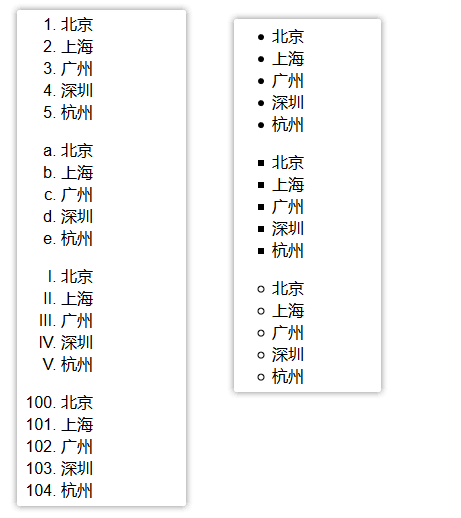 1. 北京
2. 上海
3. 广州
4. 深圳
5. 杭州
a. 北京
b. 上海
c. 广州
d. 深圳
e. 杭州
I. 北京
II. 上海
III. 广州
IV. 深圳
V. 杭州
100. 北京
101. 上海
102. 广州
103. 深圳
104. 杭州
• 北京
• 上海
• 广州
• 深圳
• 杭州
▪ 北京
▪ 上海
▪ 广州
▪ 深圳
▪ 杭州
○ 北京
○ 上海
○ 广州
○ 深圳
○ 杭州